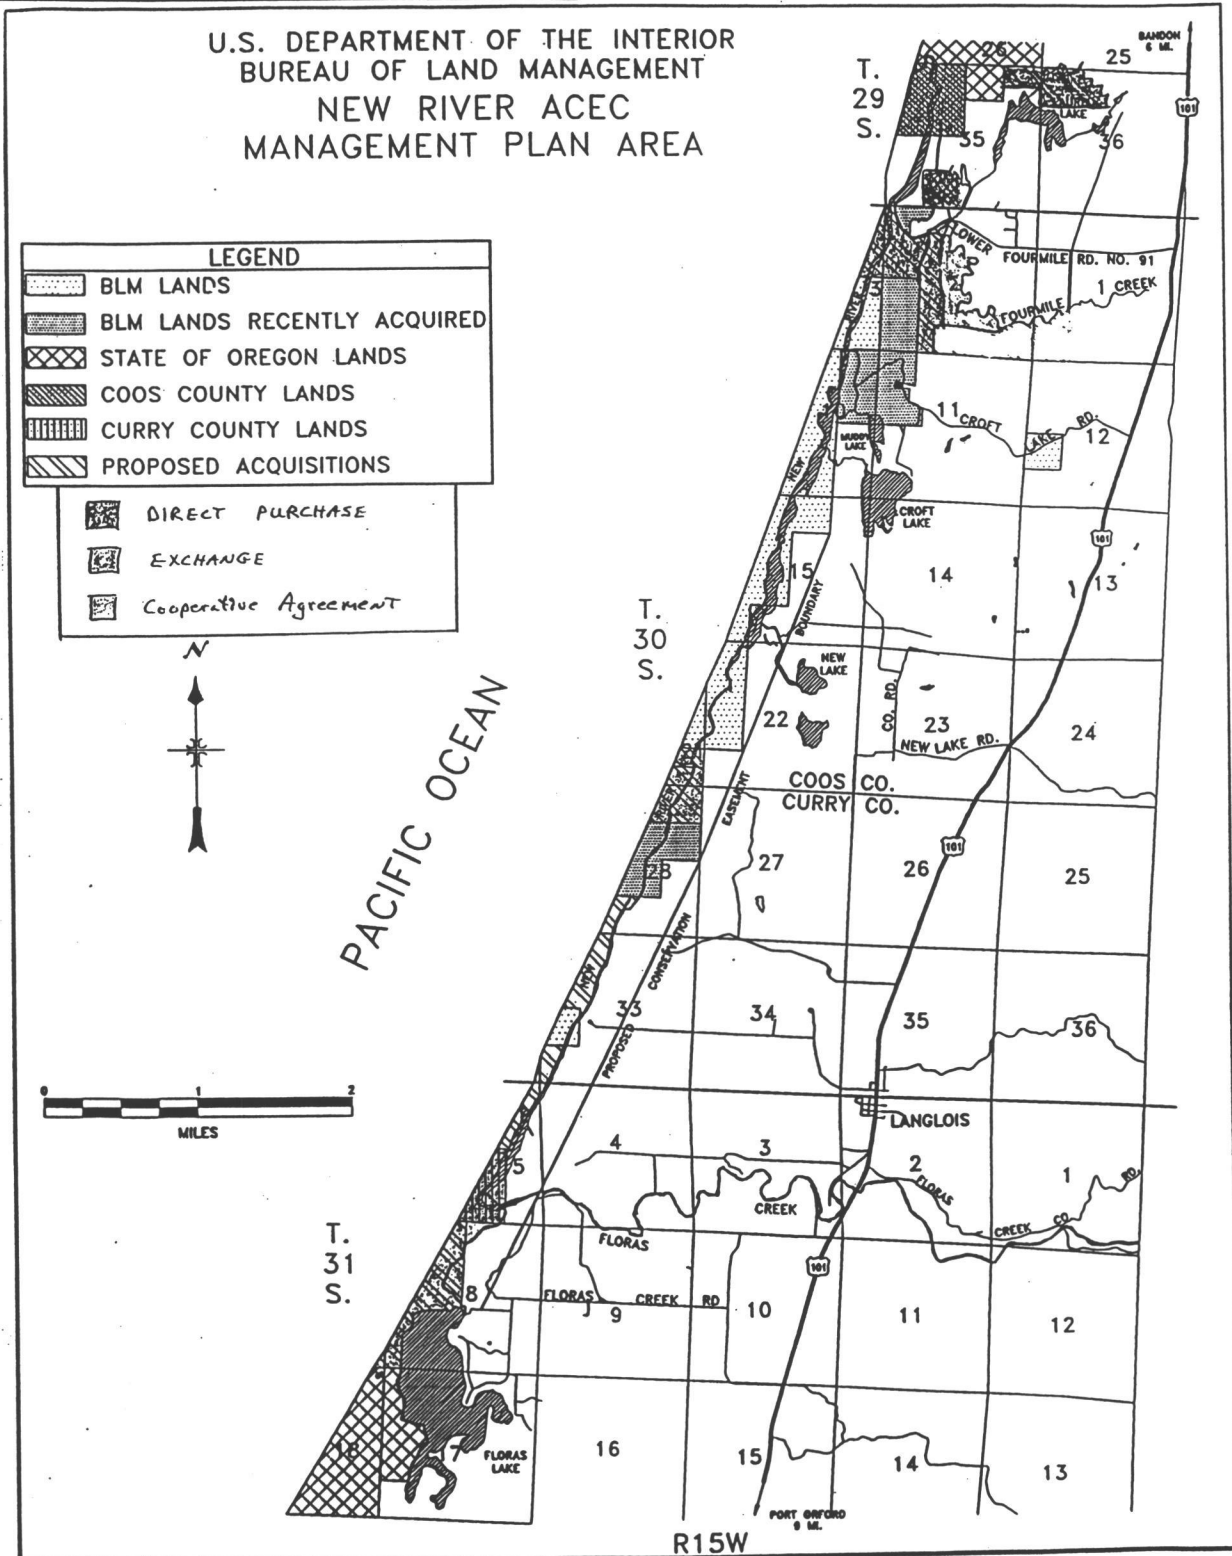 U.S. DEPARTMENT OF THE INTERIOR
BUREAU OF LAND MANAGEMENT
NEW RIVER ACEC
MANAGEMENT PLAN AREA
LEGEND
BLM LANDS
BLM LANDS RECENTLY ACQUIRED
STATE OF OREGON LANDS
COOS COUNTY LANDS
CURRY COUNTY LANDS
PROPOSED ACQUISITIONS
DIRECT PURCHASE
EXCHANGE
Cooperative Agreement
N
PACIFIC OCEAN
0 1 2
MILES
T.
29
S.
T.
30
S.
T.
31
S.
BANDON
6 MI.
26
25
101
LAKE
35
36
LOWER
FOURMILE RD. NO. 91
1 CREEK
FOURMILE
RIVER
2
11
CROFT
LAKE RD.
12
MUDDY
LAKE
NEW
CROFT
LAKE
101
15
14
13
BOUNDARY
NEW
LAKE
22
CO. RD.
23
24
NEW LAKE RD.
COOS CO.
CURRY CO.
RIVER
EASEMENT
101
28
27
26
25
CONSERVATION
NEW
33
34
35
36
PROPOSED
LANGLOIS
5
4
3
2
1
FLORAS
CREEK
CREEK
CO.
RD.
FLORAS
101
8
FLORAS
CREEK RD
9
10
11
12
18
7
FLORAS
LAKE
16
15
14
13
PORT ORFORD
9 MI.
R15W